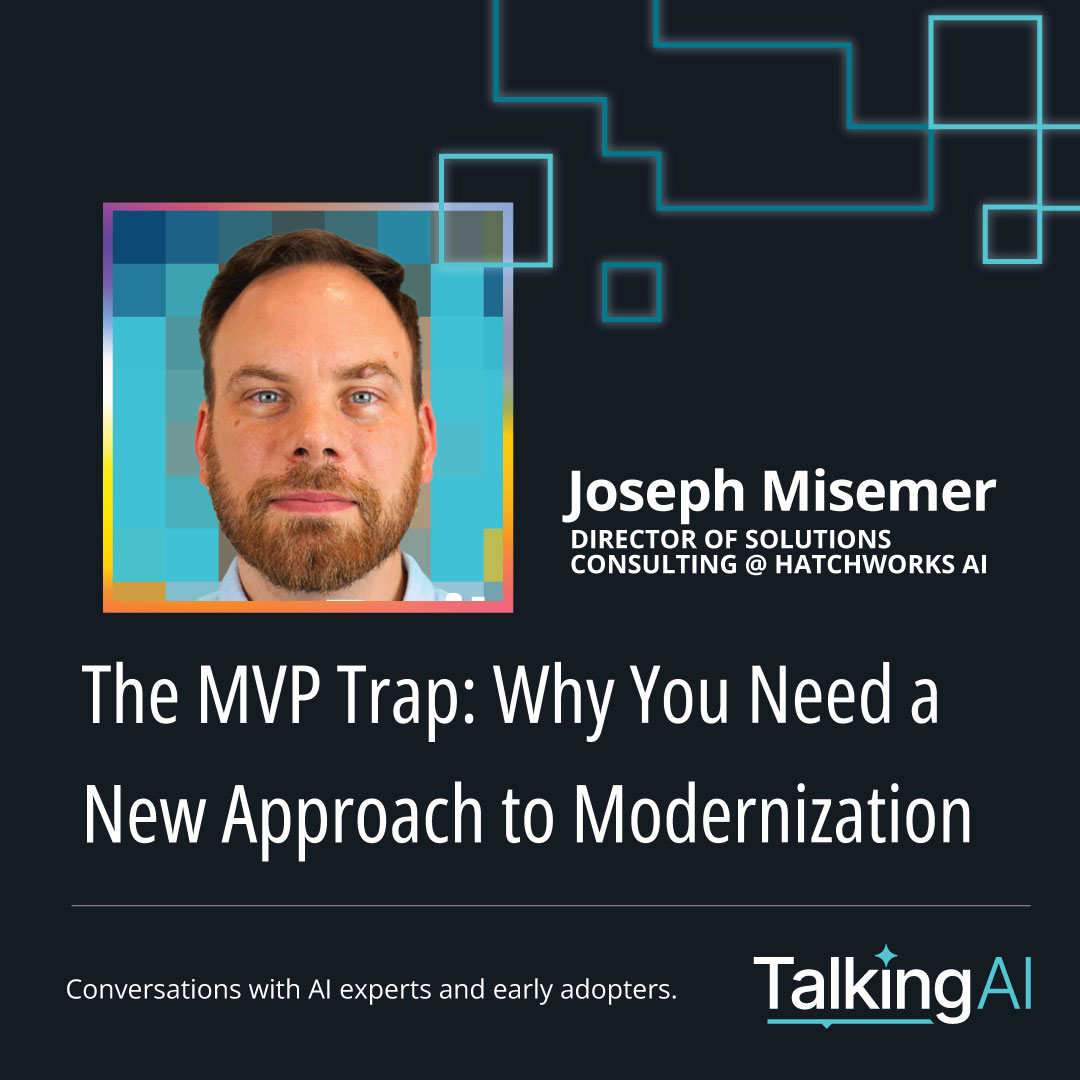 Joseph Misemer
DIRECTOR OF SOLUTIONS
CONSULTING @ HATCHWORKS AI
The MVP Trap: Why You Need a
New Approach to Modernization
Conversations with AI experts and early adopters.
TalkingAI